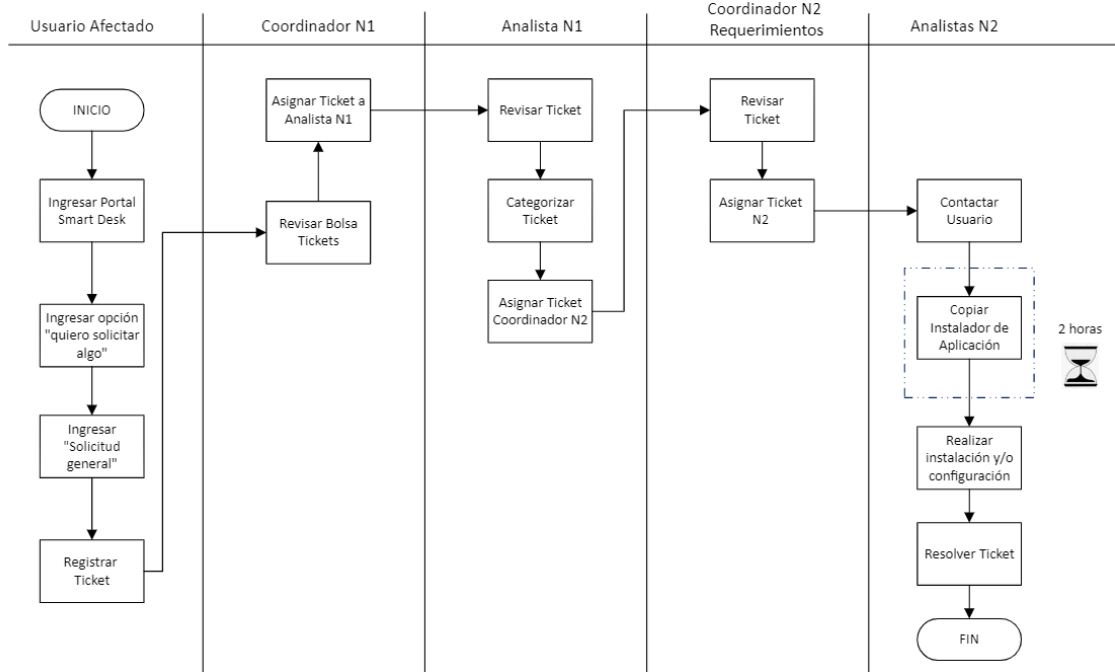 Usuario Afectado
Coordinador N1
Analista N1
Coordinador N2
Requerimientos
Analistas N2
INICIO
Ingresar Portal
Smart Desk
Ingresar opción
"quiero solicitar
algo"
Ingresar
"Solicitud
general"
Registrar
Ticket
Asignar Ticket a
Analista N1
Revisar Bolsa
Tickets
Revisar Ticket
Categorizar
Ticket
Asignar Ticket
Coordinador N2
Revisar
Ticket
Asignar Ticket
N2
Contactar
Usuario
Copiar
Instalador de
Aplicación
2 horas
Realizar
instalación y/o
configuración
Resolver Ticket
FIN